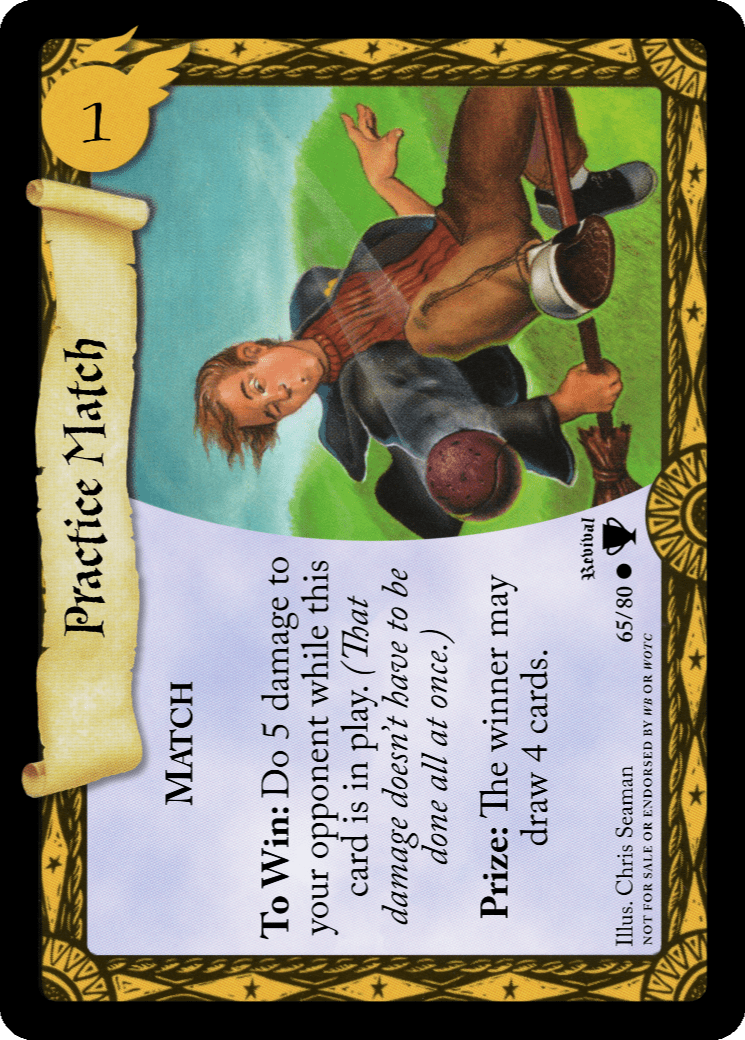 1
Practice Match
MATCH
To Win: Do 5 damage to
your opponent while this
card is in play. (That
damage doesn't have to be
done all at once.)
Prize: The winner may
draw 4 cards.
Revival
Illus. Chris Seaman 65/80
NOT FOR SALE OR ENDORSED BY WB OR WOTC